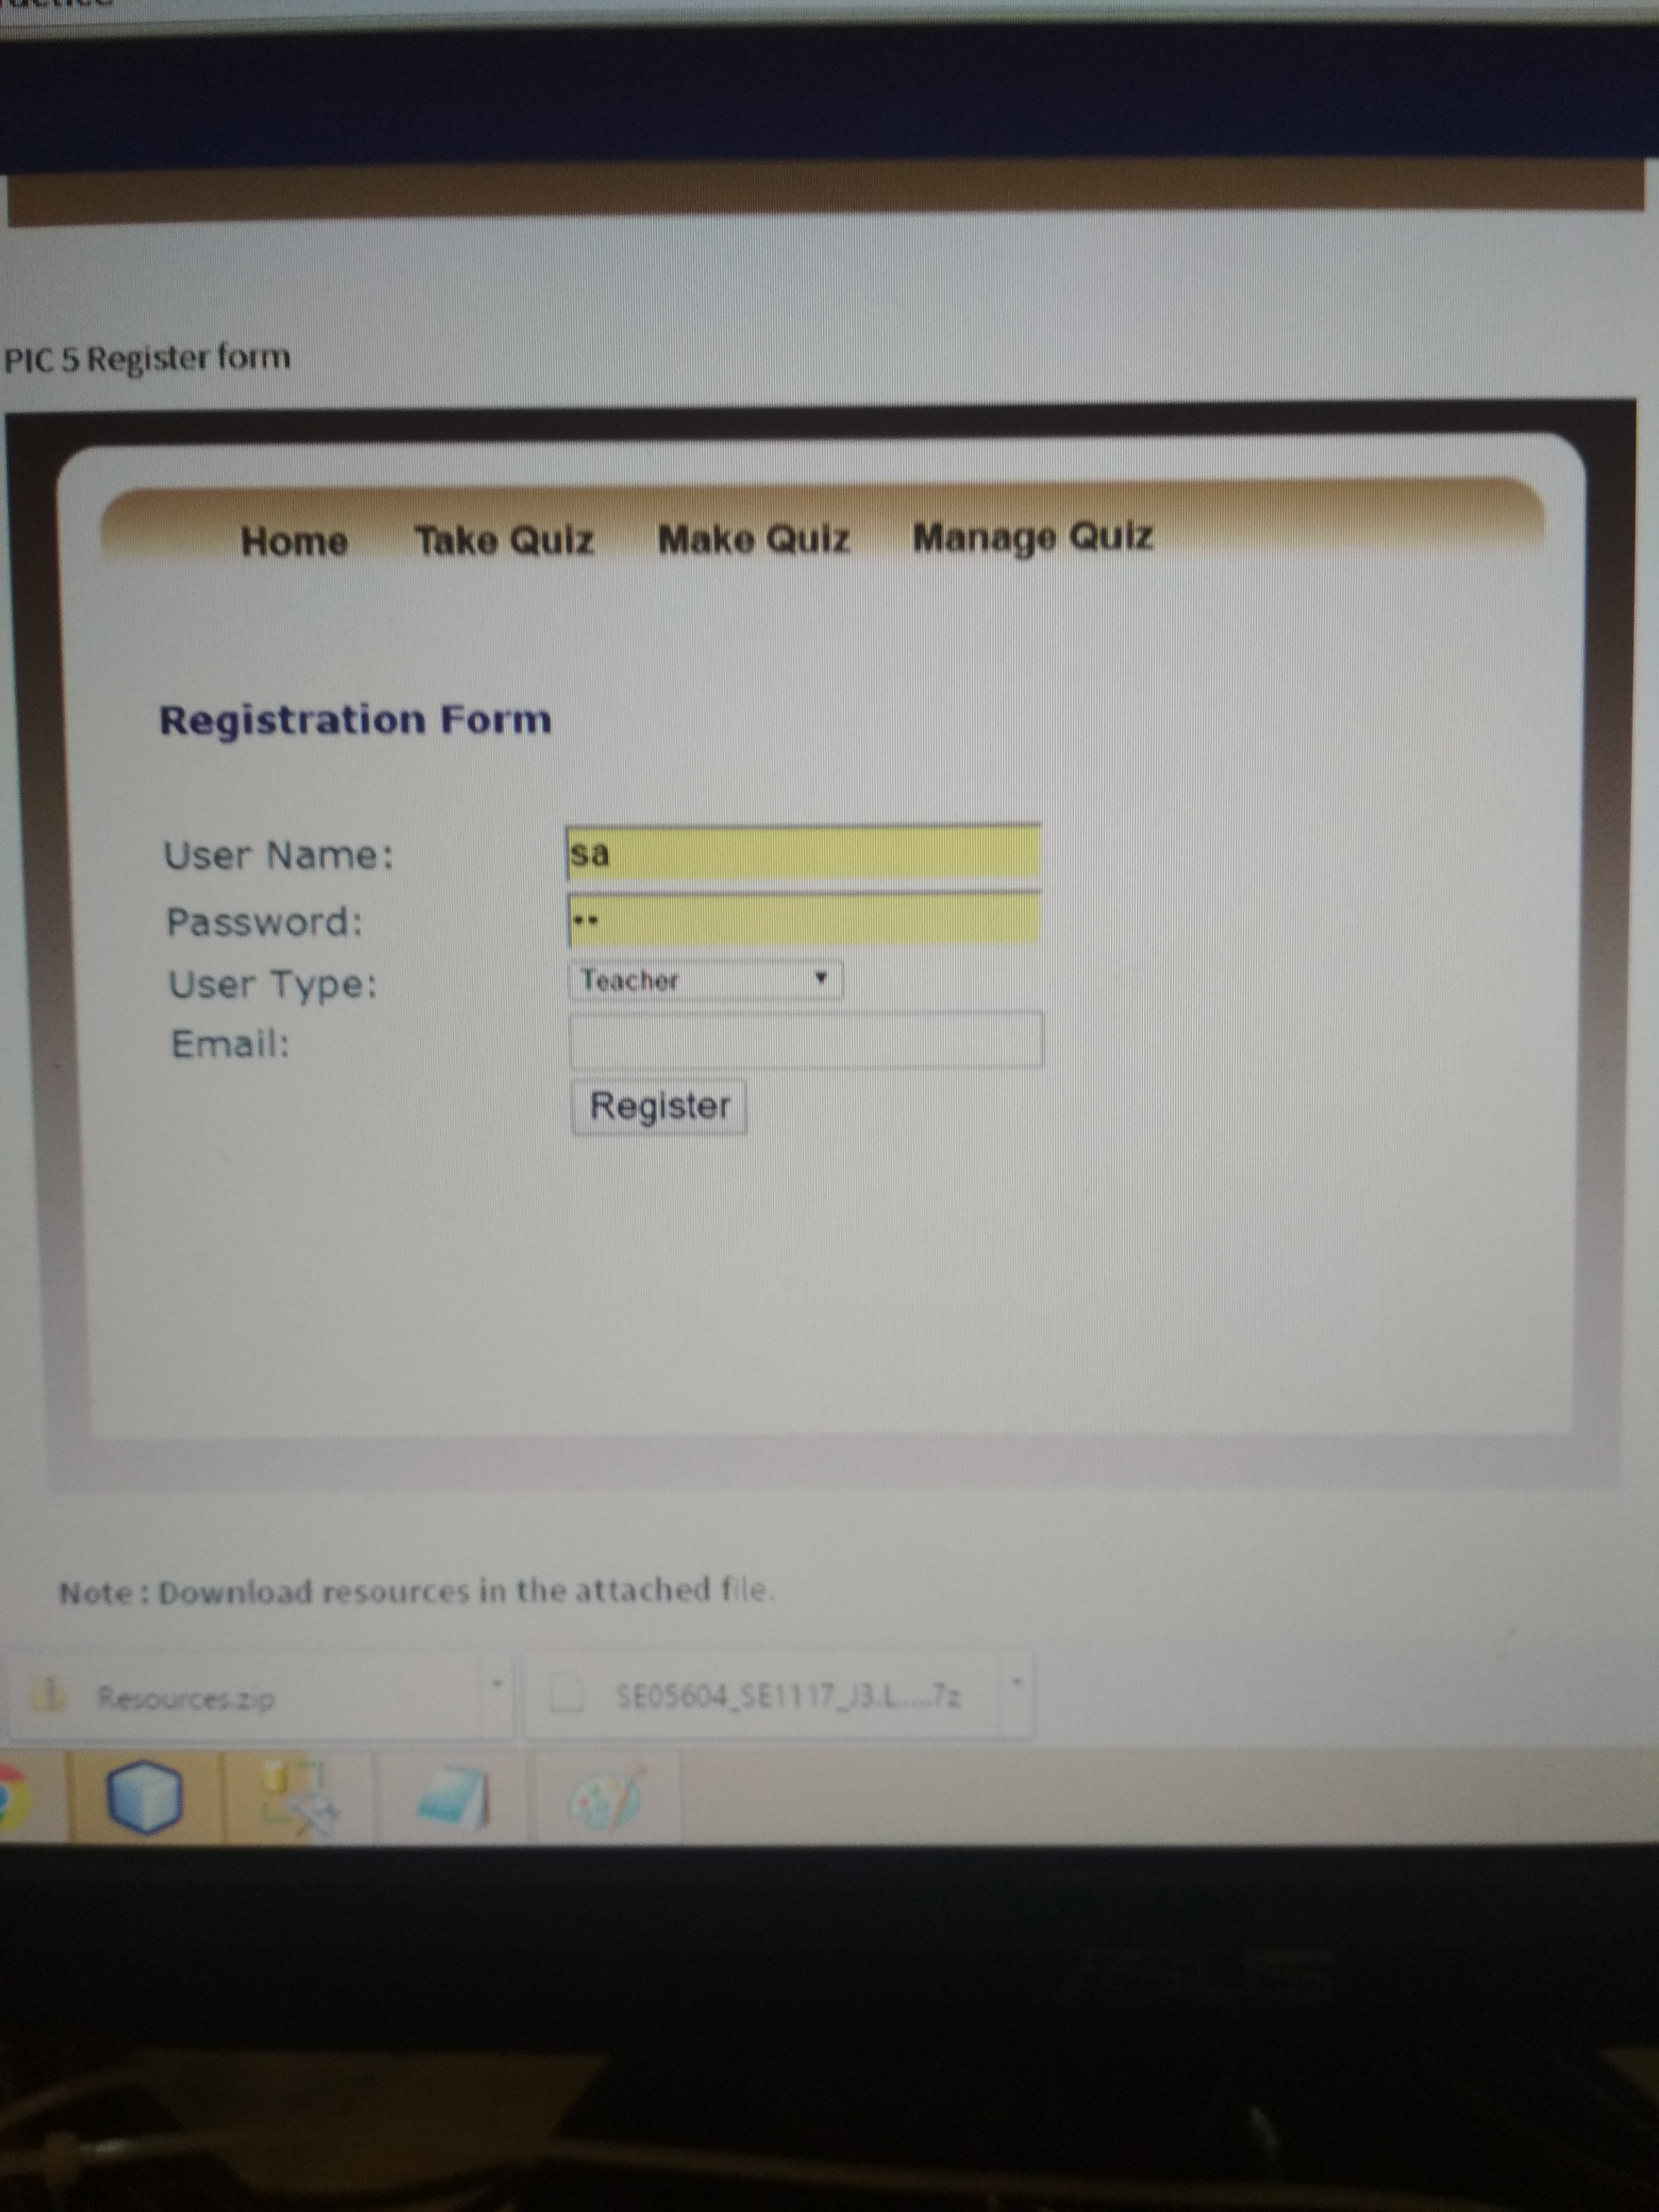 PIC 5 Register form
Home Take Quiz Make Quiz Manage Quiz
Registration Form
User Name: sa
Password: ••
User Type: Teacher ▼
Email:
Register
Note : Download resources in the attached file.
Resources.zip SE05604_SE1117_J3.L....7z